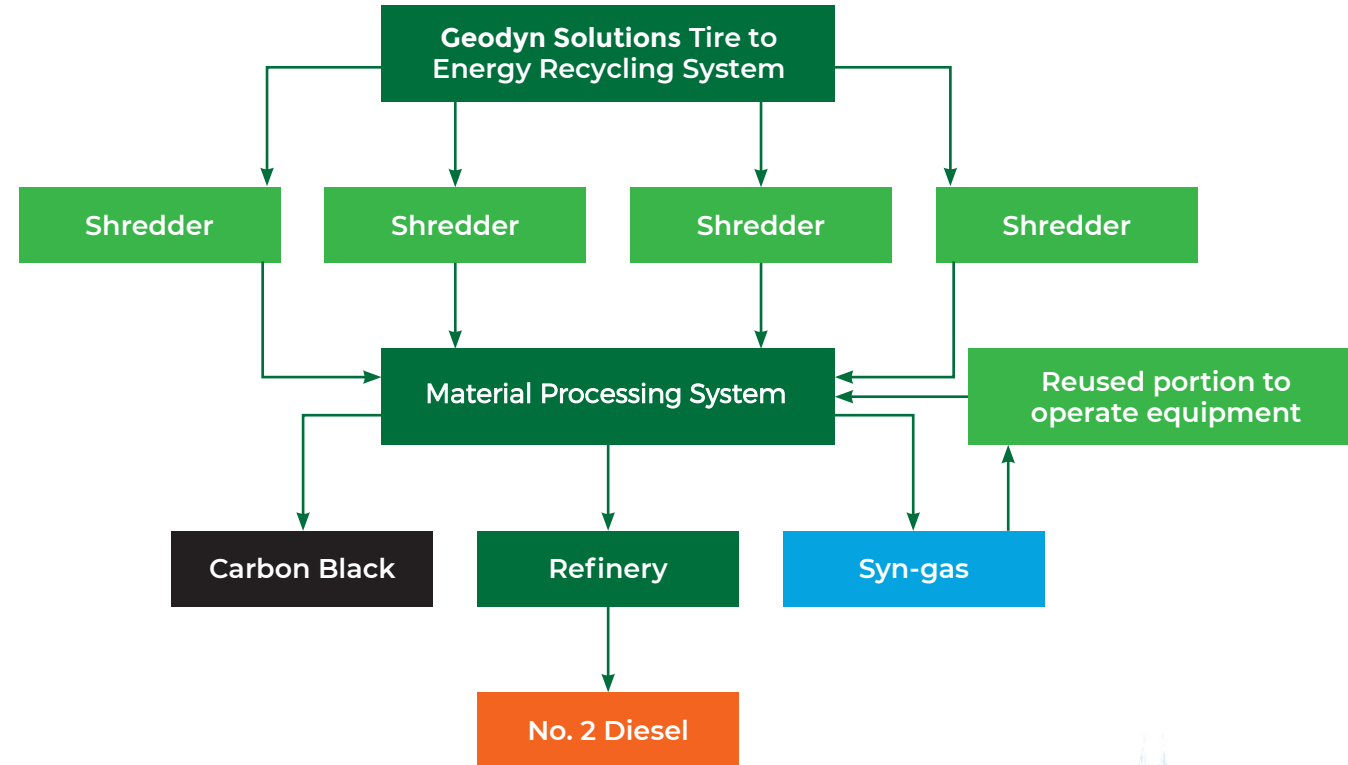 Geodyn Solutions Tire to
Energy Recycling System
Shredder
Shredder
Shredder
Shredder
Material Processing System
Reused portion to
operate equipment
Carbon Black
Refinery
Syn-gas
No. 2 Diesel